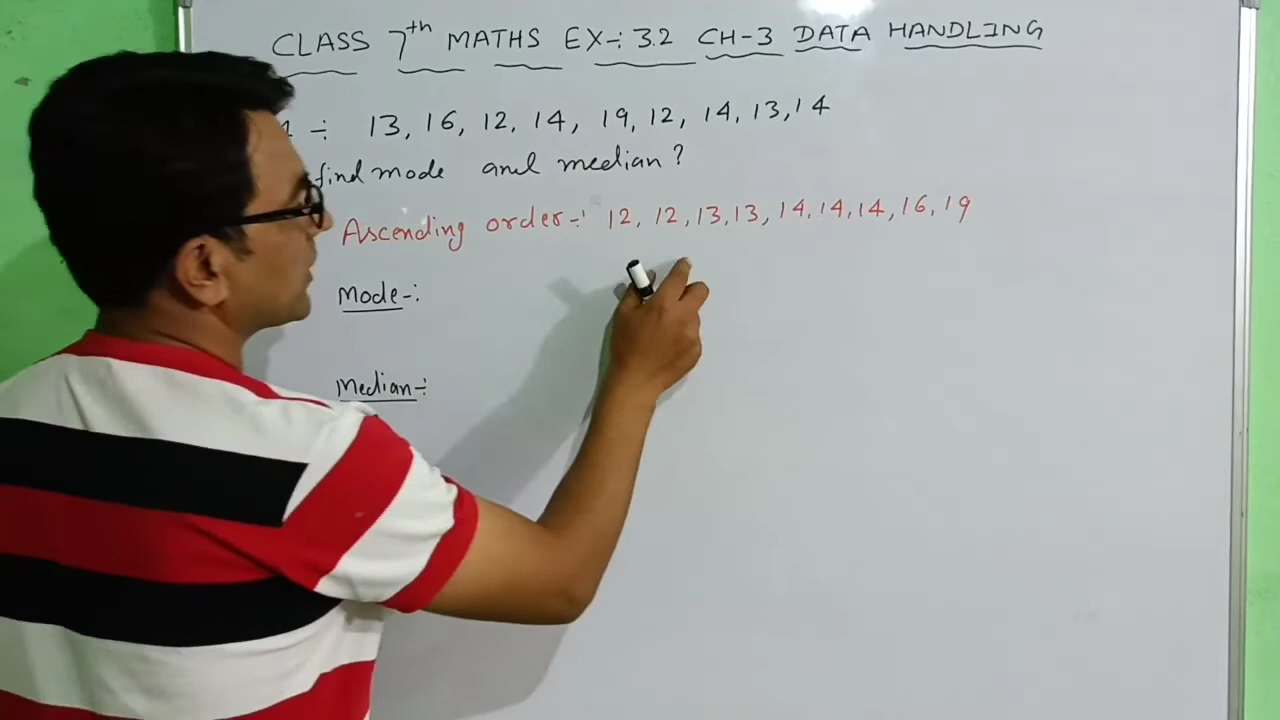 CLASS 7th MATHS EX-: 3.2 CH-3 DATA HANDLING
÷ 13, 16, 12, 14, 19, 12, 14, 13, 14
find mode and median?
Ascending order-: 12, 12, 13, 13, 14, 14, 14, 16, 19
Mode-:
Median-: